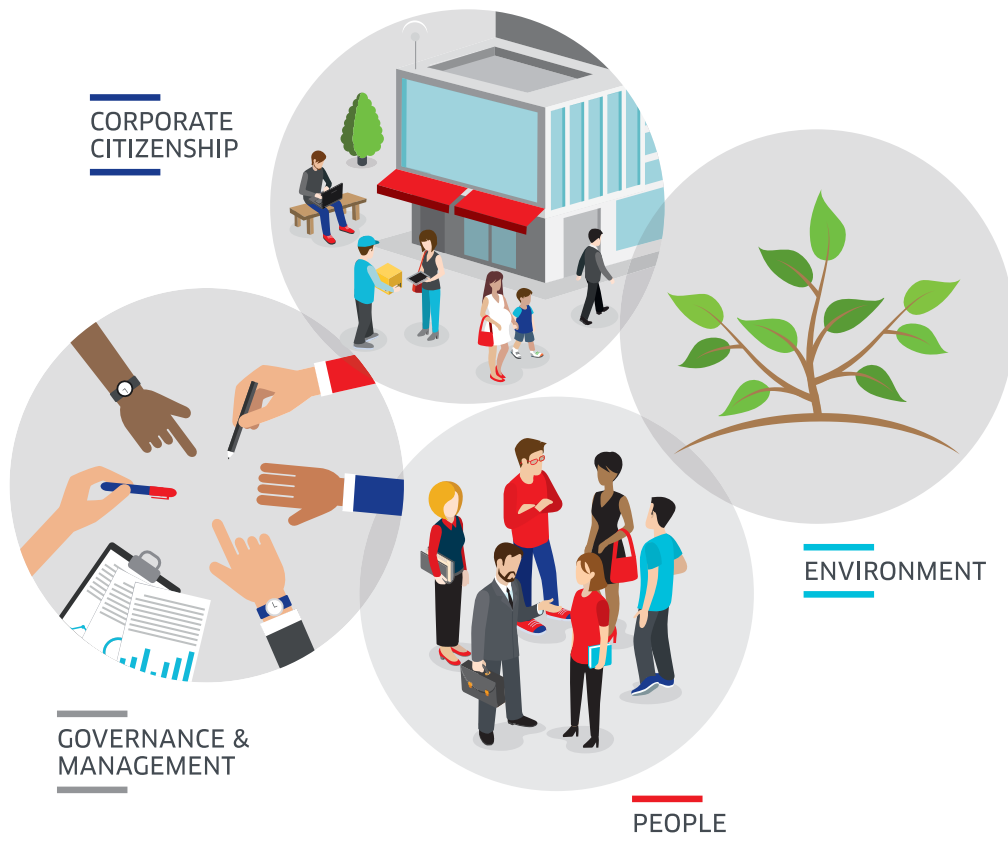 CORPORATE
CITIZENSHIP
ENVIRONMENT
GOVERNANCE &
MANAGEMENT
PEOPLE